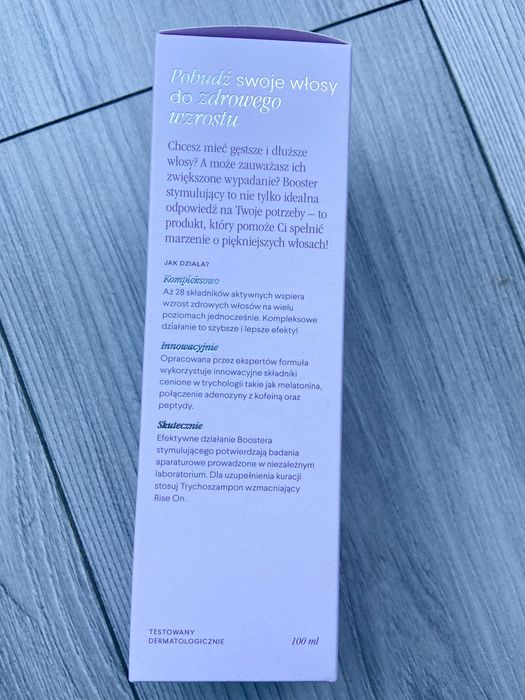 Pobudź swoje włosy
do zdrowego
wzrostu
Chcesz mieć gęstsze i dłuższe
włosy? A może zauważasz ich
zwiększone wypadanie? Booster
stymulujący to nie tylko idealna
odpowiedź na Twoje potrzeby – to
produkt, który pomoże Ci spełnić
marzenie o piękniejszych włosach!
JAK DZIAŁA?
Kompleksowo
Aż 28 składników aktywnych wspiera
wzrost zdrowych włosów na wielu
poziomach jednocześnie. Kompleksowe
działanie to szybsze i lepsze efekty!
Innowacyjnie
Opracowana przez ekspertów formuła
wykorzystuje innowacyjne składniki
cenione w trychologii takie jak melatonina,
połączenie adenozyny z kofeiną oraz
peptydy.
Skutecznie
Efektywne działanie Boostera
stymulującego potwierdzają badania
aparaturowe prowadzone w niezależnym
laboratorium. Dla uzupełnienia kuracji
stosuj Trychoszampon wzmacniający
Rise On.
TESTOWANY
DERMATOLOGICZNIE
100 ml